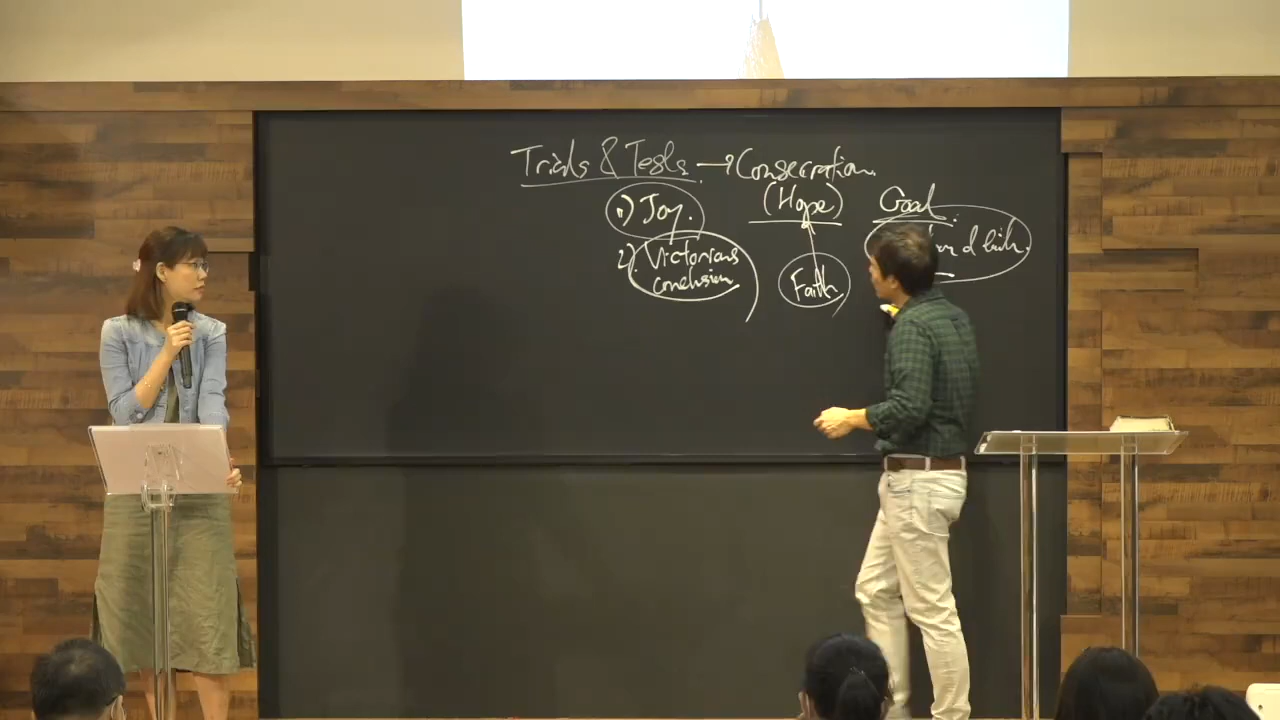 Trials & Tests. → Consecration.
(Hope)
Goal
1) Joy.
2) Victorious
conclusion
Faith